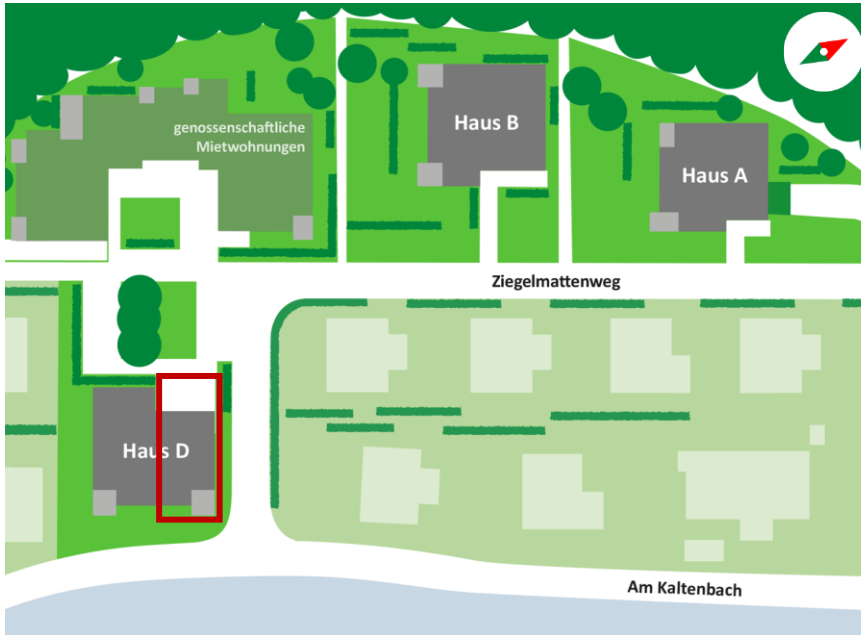 genossenschaftliche
Mietwohnungen
Haus B
Haus A
Ziegelmattenweg
Haus D
Am Kaltenbach